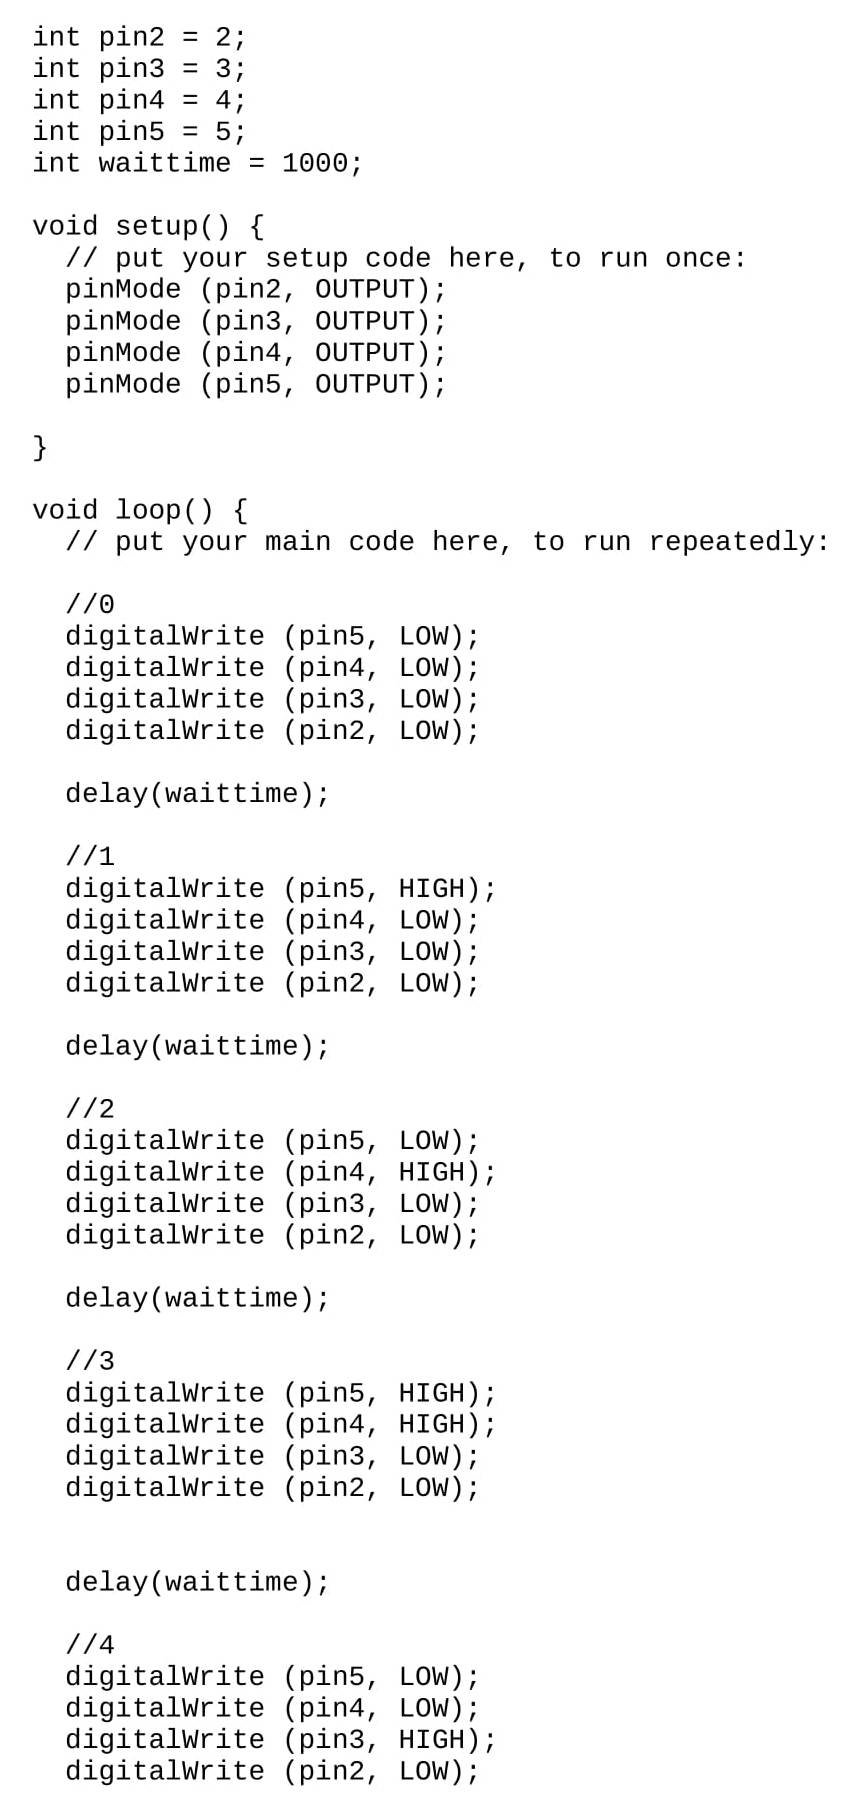 int pin2 = 2;
int pin3 = 3;
int pin4 = 4;
int pin5 = 5;
int waittime = 1000;

void setup() {
  // put your setup code here, to run once:
  pinMode (pin2, OUTPUT);
  pinMode (pin3, OUTPUT);
  pinMode (pin4, OUTPUT);
  pinMode (pin5, OUTPUT);

}

void loop() {
  // put your main code here, to run repeatedly:

  //0
  digitalWrite (pin5, LOW);
  digitalWrite (pin4, LOW);
  digitalWrite (pin3, LOW);
  digitalWrite (pin2, LOW);

  delay(waittime);

  //1
  digitalWrite (pin5, HIGH);
  digitalWrite (pin4, LOW);
  digitalWrite (pin3, LOW);
  digitalWrite (pin2, LOW);

  delay(waittime);

  //2
  digitalWrite (pin5, LOW);
  digitalWrite (pin4, HIGH);
  digitalWrite (pin3, LOW);
  digitalWrite (pin2, LOW);

  delay(waittime);

  //3
  digitalWrite (pin5, HIGH);
  digitalWrite (pin4, HIGH);
  digitalWrite (pin3, LOW);
  digitalWrite (pin2, LOW);


  delay(waittime);

  //4
  digitalWrite (pin5, LOW);
  digitalWrite (pin4, LOW);
  digitalWrite (pin3, HIGH);
  digitalWrite (pin2, LOW);